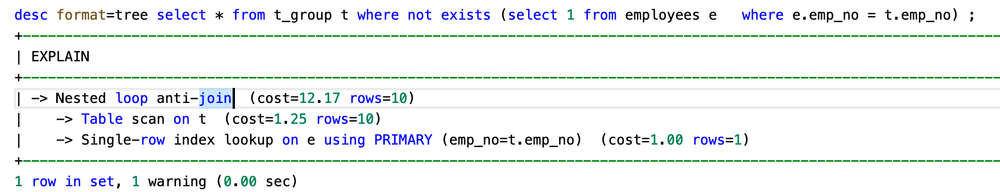 desc format=tree select * from t_group t where not exists (select 1 from employees e   where e.emp_no = t.emp_no) ;
+----------------------------------------------------------------------------------------------------------------------
| EXPLAIN
+----------------------------------------------------------------------------------------------------------------------
| -> Nested loop anti-join  (cost=12.17 rows=10)
|    -> Table scan on t  (cost=1.25 rows=10)
|    -> Single-row index lookup on e using PRIMARY (emp_no=t.emp_no)  (cost=1.00 rows=1)
+----------------------------------------------------------------------------------------------------------------------
1 row in set, 1 warning (0.00 sec)